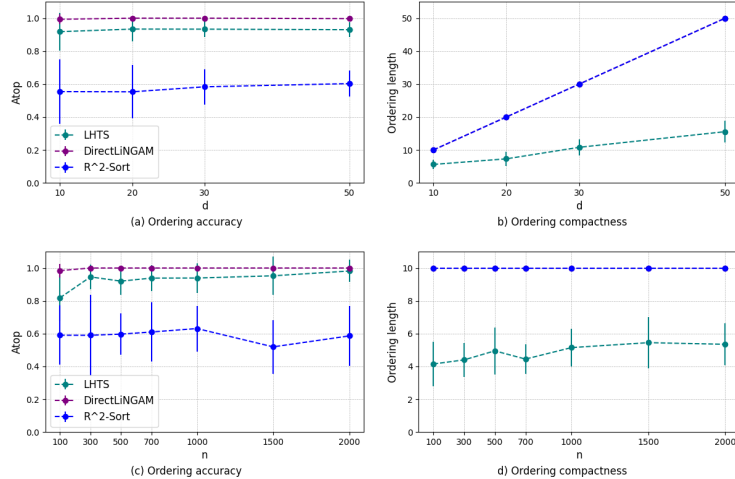 1.0
0.8
0.6
0.4
0.2
0.0
Atop
LHTS
DirectLiNGAM
R^2-Sort
10 20 30 50
d
(a) Ordering accuracy
50
40
30
20
10
0
Ordering length
10 20 30 50
d
b) Ordering compactness
1.0
0.8
0.6
0.4
0.2
0.0
Atop
LHTS
DirectLiNGAM
R^2-Sort
100 300 500 700 1000 1500 2000
n
(c) Ordering accuracy
10
8
6
4
2
0
Ordering length
100 300 500 700 1000 1500 2000
n
d) Ordering compactness